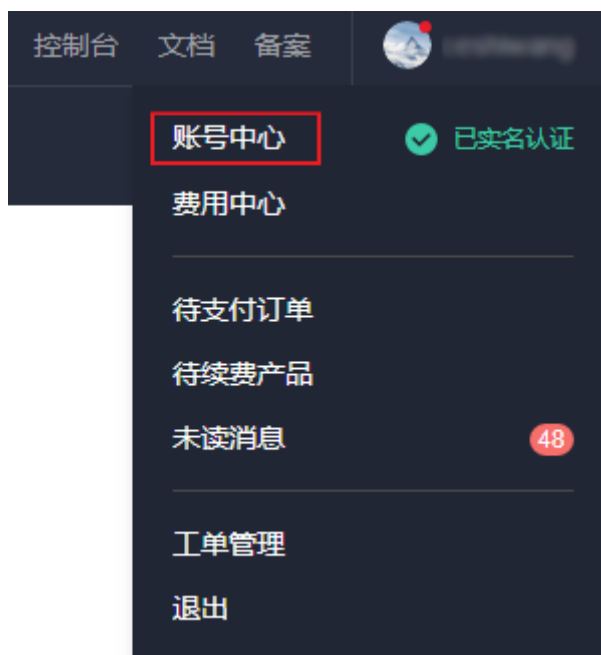 控制台 文档 备案
账号中心 已实名认证
费用中心
待支付订单
待续费产品
未读消息 48
工单管理
退出